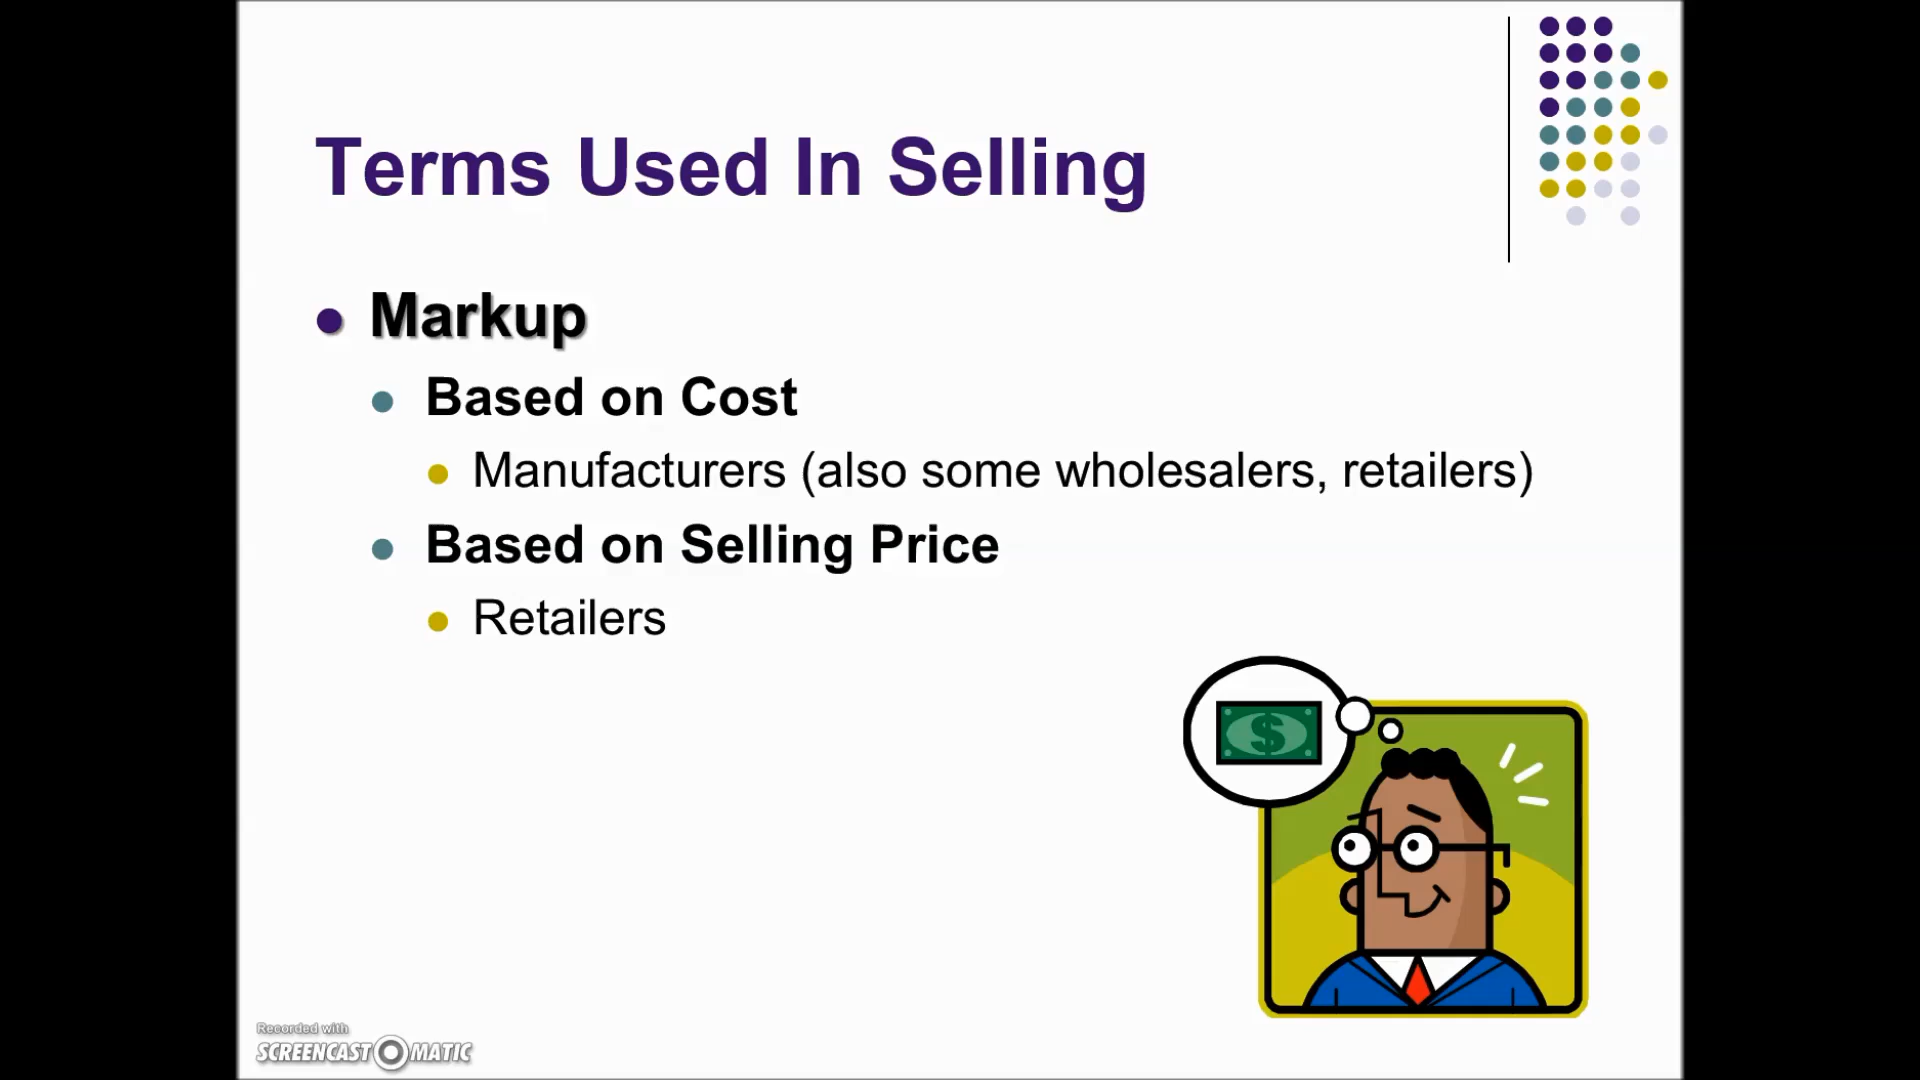 Terms Used In Selling
Markup
Based on Cost
Manufacturers (also some wholesalers, retailers)
Based on Selling Price
Retailers
$
Recorded with
SCREENCAST-O-MATIC